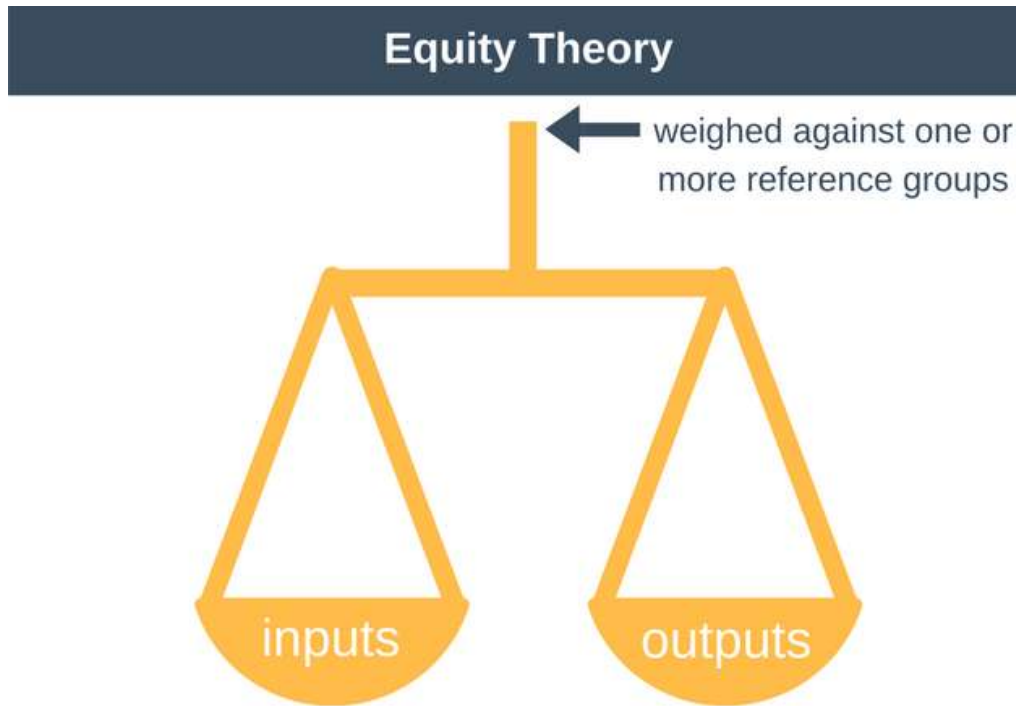 Equity Theory
weighed against one or
more reference groups
inputs
outputs